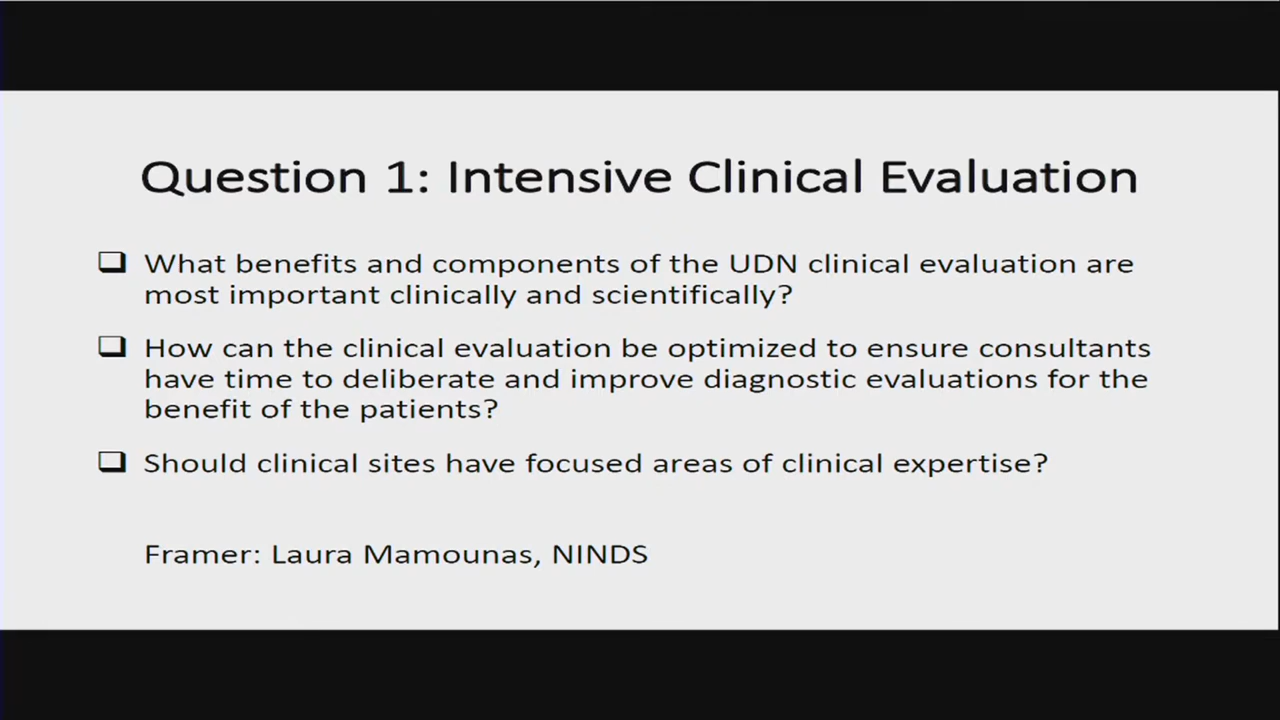 Question 1: Intensive Clinical Evaluation
What benefits and components of the UDN clinical evaluation are
most important clinically and scientifically?
How can the clinical evaluation be optimized to ensure consultants
have time to deliberate and improve diagnostic evaluations for the
benefit of the patients?
Should clinical sites have focused areas of clinical expertise?
Framer: Laura Mamounas, NINDS